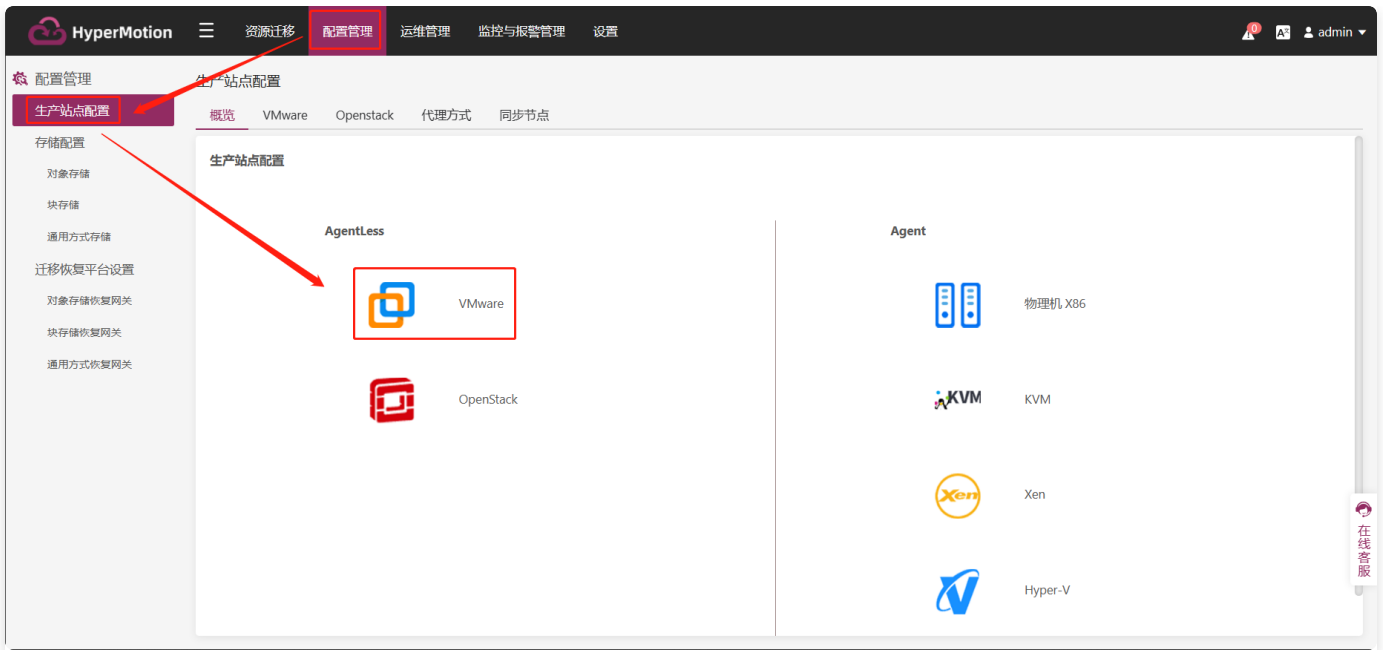 HyperMotion 资源迁移 配置管理 运维管理 监控与报警管理 设置 0 admin
配置管理
生产站点配置
存储配置
对象存储
块存储
通用方式存储
迁移恢复平台设置
对象存储恢复网关
块存储恢复网关
通用方式恢复网关
生产站点配置
概览 VMware Openstack 代理方式 同步节点
生产站点配置
AgentLess
VMware
OpenStack
Agent
物理机 X86
KVM KVM
Xen Xen
Hyper-V
在线客服